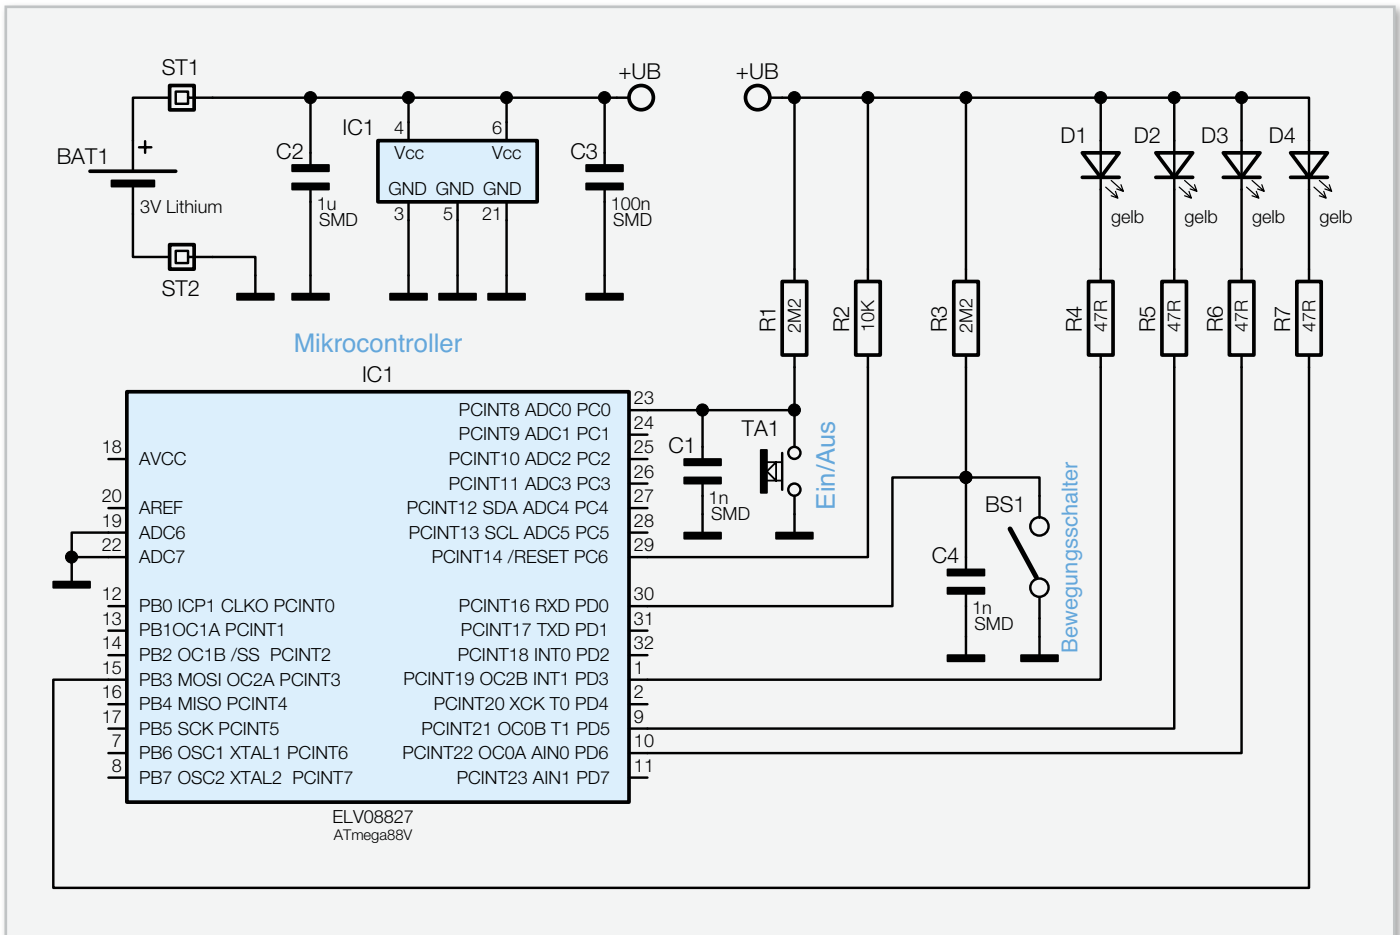 ST1
+UB
+UB
BAT1
+
3V Lithium
ST2
C2
1u
SMD
IC1
4
6
Vcc
Vcc
GND GND GND
3
5
21
C3
100n
SMD
D1
gelb
D2
gelb
D3
gelb
D4
gelb
R1
2M2
R2
10K
R3
2M2
R4
47R
R5
47R
R6
47R
R7
47R
Mikrocontroller
IC1
18
AVCC
20
AREF
19
ADC6
22
ADC7
12
PB0 ICP1 CLKO PCINT0
13
PB1OC1A PCINT1
14
PB2 OC1B /SS PCINT2
15
PB3 MOSI OC2A PCINT3
16
PB4 MISO PCINT4
17
PB5 SCK PCINT5
7
PB6 OSC1 XTAL1 PCINT6
8
PB7 OSC2 XTAL2 PCINT7
PCINT8 ADC0 PC0
23
PCINT9 ADC1 PC1
24
PCINT10 ADC2 PC2
25
PCINT11 ADC3 PC3
26
PCINT12 SDA ADC4 PC4
27
PCINT13 SCL ADC5 PC5
28
PCINT14 /RESET PC6
29
PCINT16 RXD PD0
30
PCINT17 TXD PD1
31
PCINT18 INT0 PD2
32
PCINT19 OC2B INT1 PD3
1
PCINT20 XCK T0 PD4
2
PCINT21 OC0B T1 PD5
9
PCINT22 OC0A AIN0 PD6
10
PCINT23 AIN1 PD7
11
ELV08827
ATmega88V
C1
1n
SMD
TA1
Ein/Aus
C4
1n
SMD
BS1
Bewegungsschalter